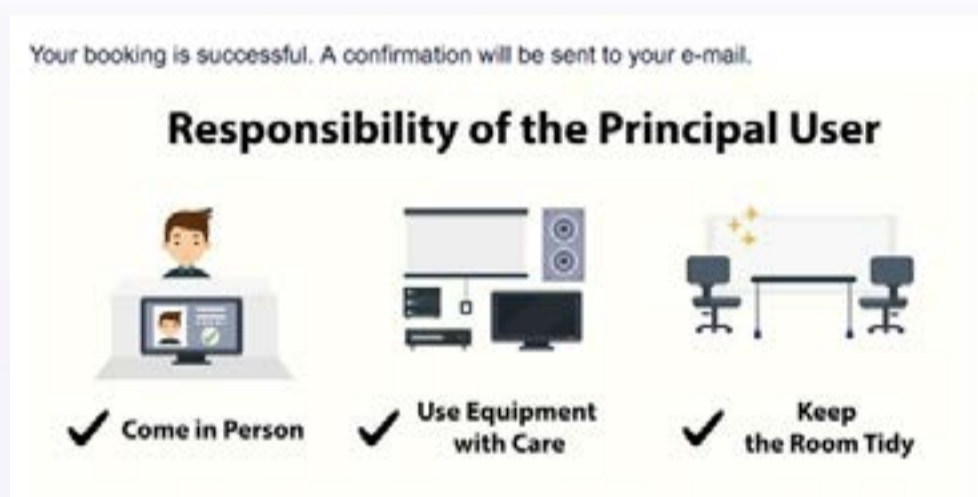 Your booking is successful. A confirmation will be sent to your e-mail.
Responsibility of the Principal User
Come in Person
Use Equipment
with Care
Keep
the Room Tidy